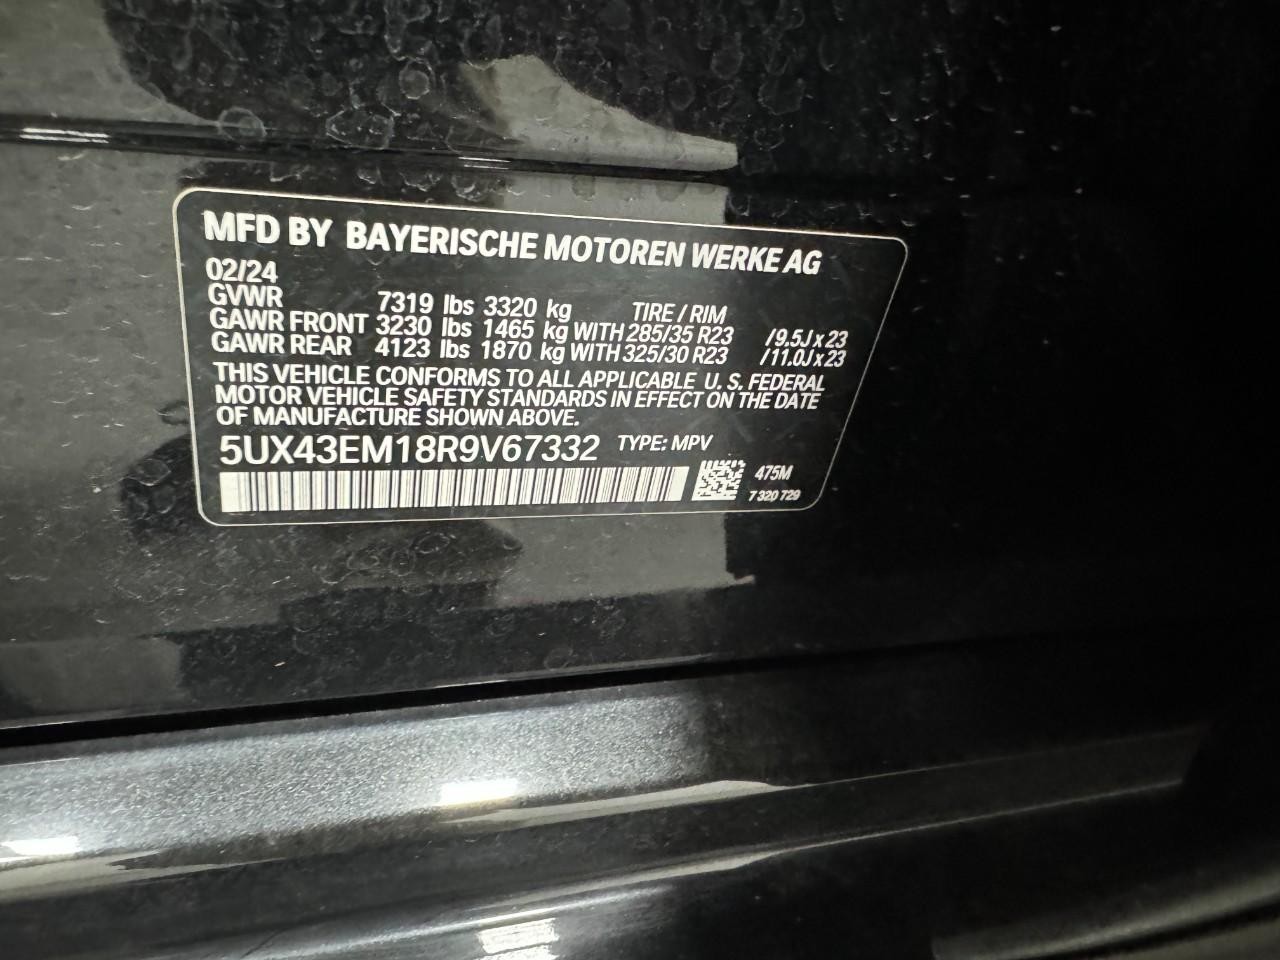 MFD BY BAYERISCHE MOTOREN WERKE AG
02/24
GVWR 7319 lbs 3320 kg TIRE / RIM
GAWR FRONT 3230 lbs 1465 kg WITH 285/35 R23 /9.5J x 23
GAWR REAR 4123 lbs 1870 kg WITH 325/30 R23 /11.0J x 23
THIS VEHICLE CONFORMS TO ALL APPLICABLE U. S. FEDERAL
MOTOR VEHICLE SAFETY STANDARDS IN EFFECT ON THE DATE
OF MANUFACTURE SHOWN ABOVE.
5UX43EM18R9V67332 TYPE: MPV
475M
7 320 729